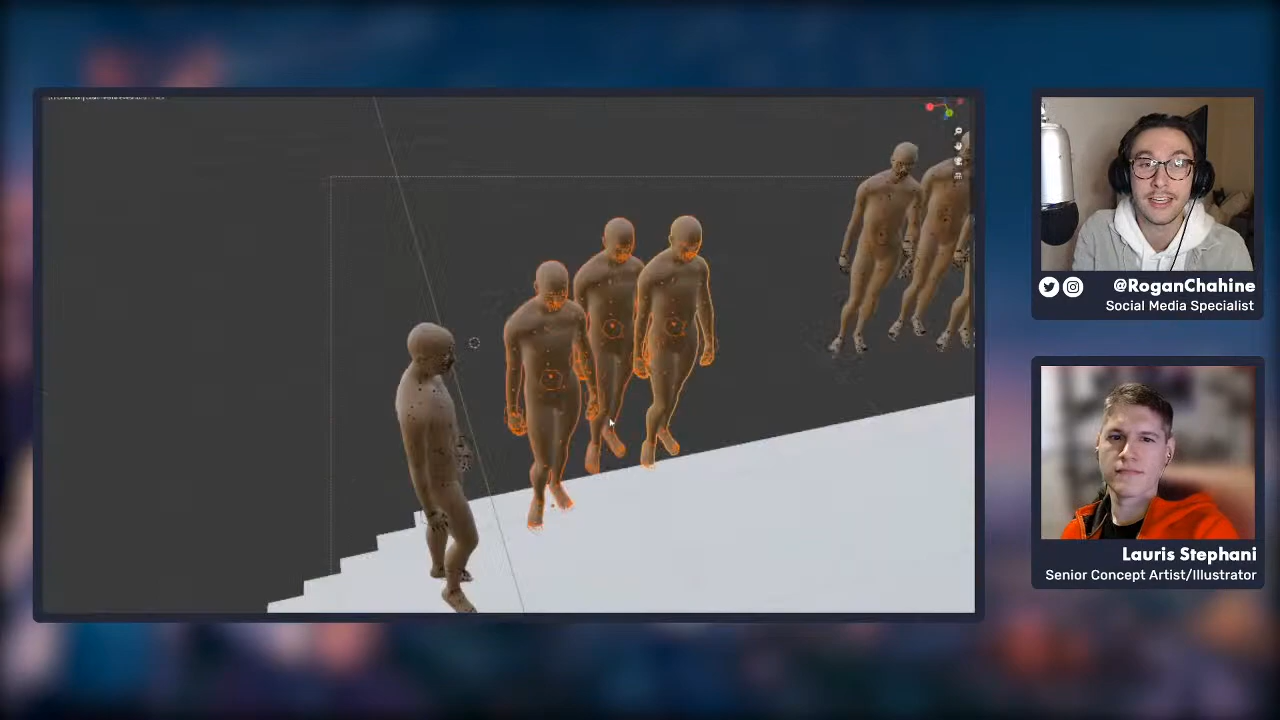 @RoganChahine
Social Media Specialist
Lauris Stephani
Senior Concept Artist/Illustrator